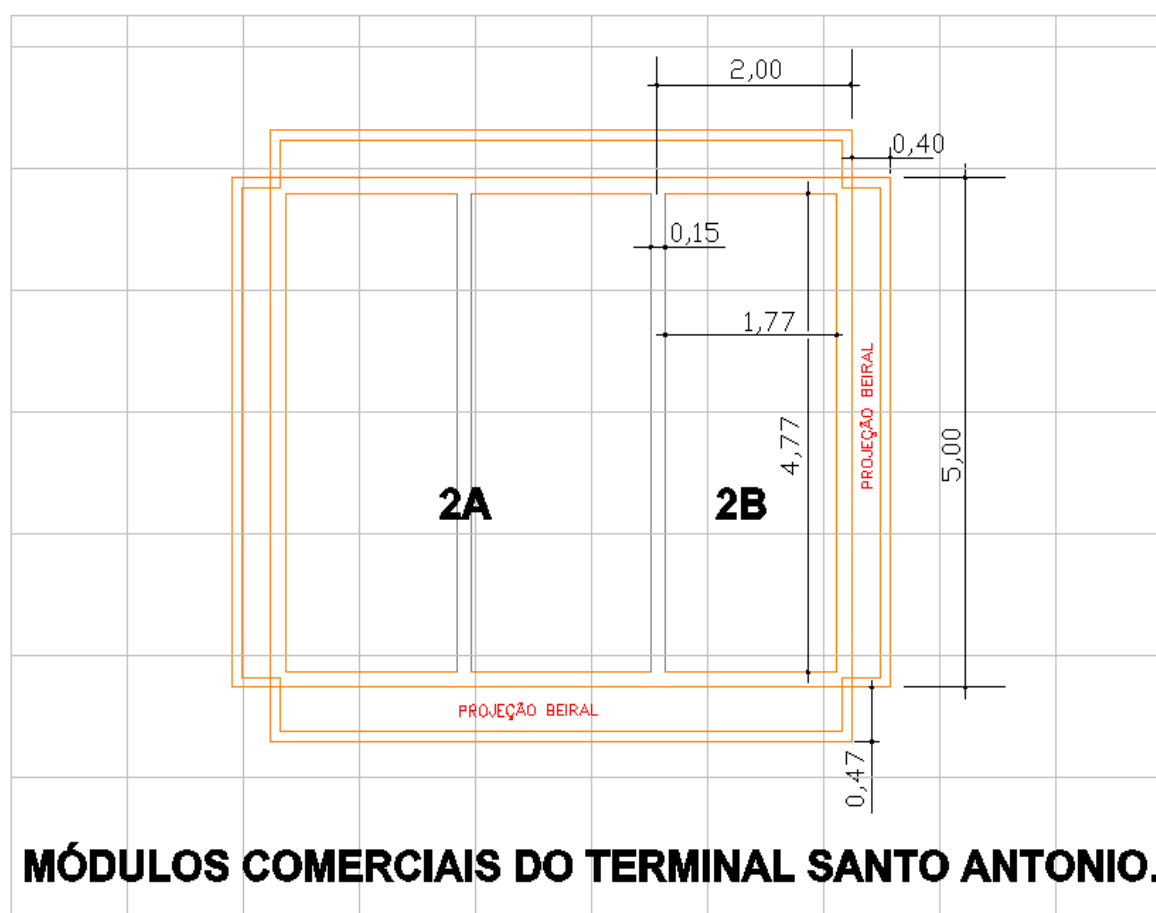 2,00
0,40
0,15
1,77
PROJEÇÃO BEIRAL
4,77
5,00
2A
2B
PROJEÇÃO BEIRAL
0,47
MÓDULOS COMERCIAIS DO TERMINAL SANTO ANTONIO.